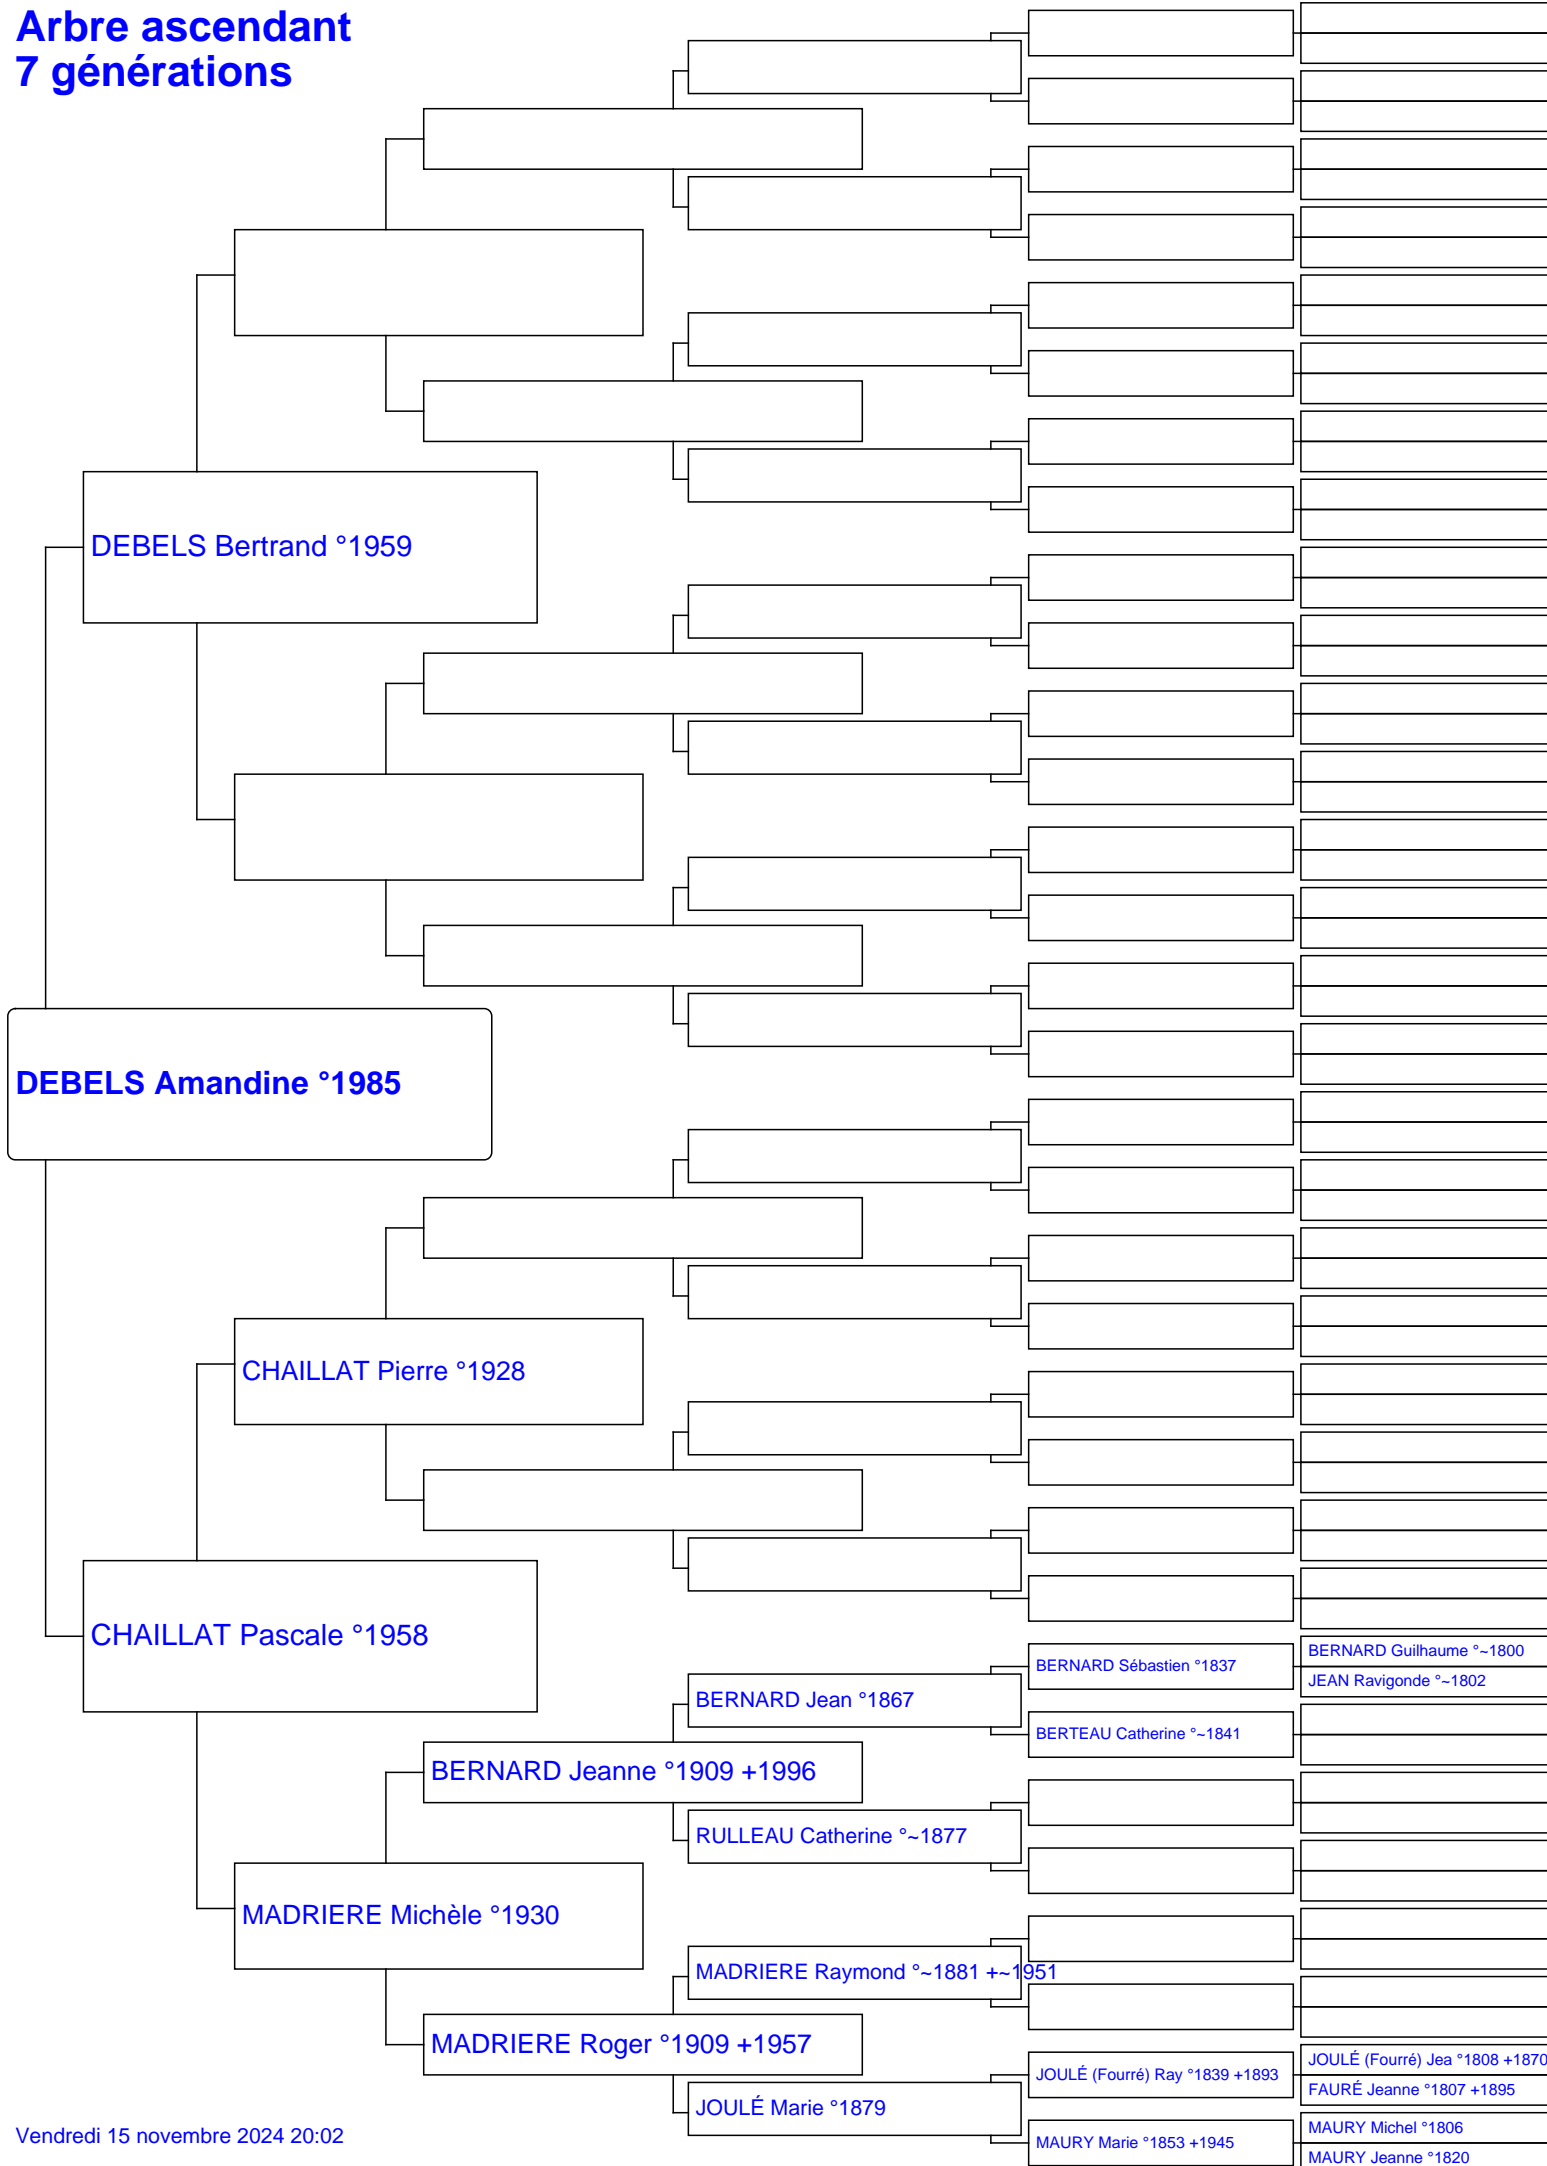 Arbre ascendant
7 générations
DEBELS Bertrand °1959
DEBELS Amandine °1985
CHAILLAT Pierre °1928
CHAILLAT Pascale °1958
BERNARD Guilhaume °~1800
BERNARD Sébastien °1837
JEAN Ravigonde °~1802
BERNARD Jean °1867
BERTEAU Catherine °~1841
BERNARD Jeanne °1909 +1996
RULLEAU Catherine °~1877
MADRIERE Michèle °1930
MADRIERE Raymond °~1881 +~1951
MADRIERE Roger °1909 +1957
JOULÉ (Fourré) Jea °1808 +1870
JOULÉ (Fourré) Ray °1839 +1893
FAURÉ Jeanne °1807 +1895
JOULÉ Marie °1879
MAURY Michel °1806
MAURY Marie °1853 +1945
MAURY Jeanne °1820
Vendredi 15 novembre 2024 20:02